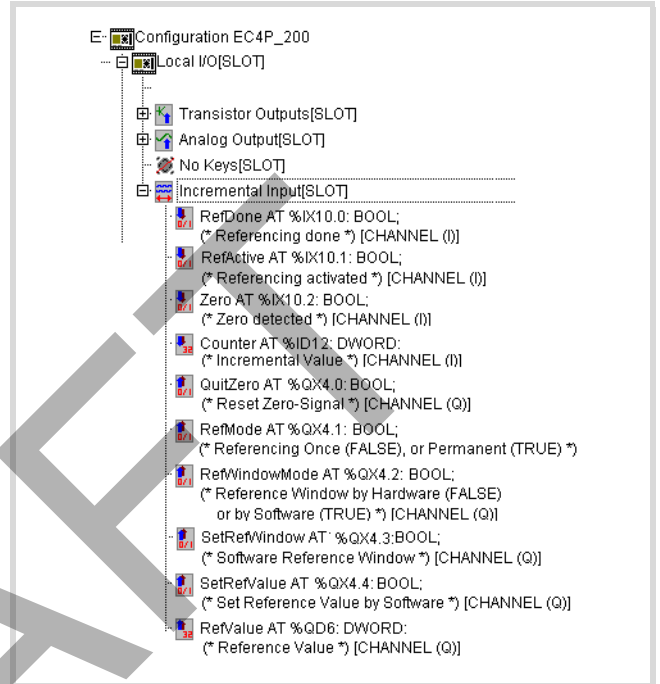 Configuration EC4P_200
Local I/O[SLOT]
Transistor Outputs[SLOT]
Analog Output[SLOT]
No Keys[SLOT]
Incremental Input[SLOT]
RefDone AT %IX10.0: BOOL;
(* Referencing done *) [CHANNEL (I)]
RefActive AT %IX10.1: BOOL;
(* Referencing activated *) [CHANNEL (I)]
Zero AT %IX10.2: BOOL;
(* Zero detected *) [CHANNEL (I)]
Counter AT %ID12: DWORD:
(* Incremental Value *) [CHANNEL (I)]
QuitZero AT %QX4.0: BOOL;
(* Reset Zero-Signal *) [CHANNEL (Q)]
RefMode AT %QX4.1: BOOL;
(* Referencing Once (FALSE), or Permanent (TRUE) *)
RefWindowMode AT %QX4.2: BOOL;
(* Reference Window by Hardware (FALSE)
or by Software (TRUE) *) [CHANNEL (Q)]
SetRefWindow AT %QX4.3:BOOL;
(* Software Reference Window *) [CHANNEL (Q)]
SetRefValue AT %QX4.4: BOOL;
(* Set Reference Value by Software *) [CHANNEL (Q)]
RefValue AT %QD6: DWORD:
(* Reference Value *) [CHANNEL (Q)]